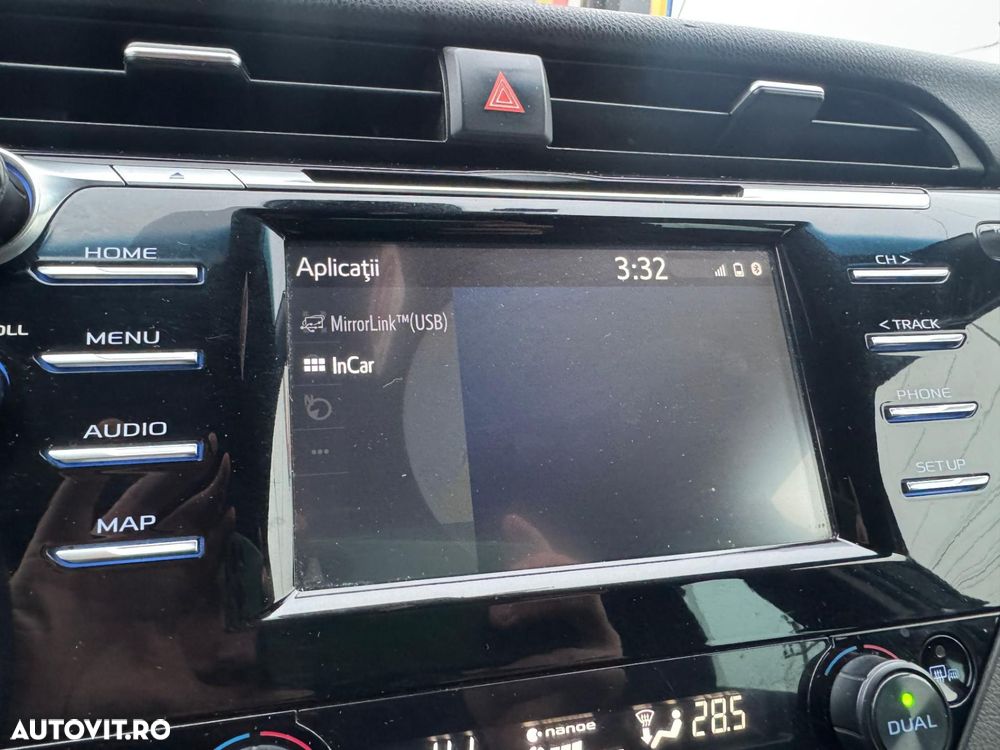 HOME
MENU
AUDIO
MAP
Aplicaţii
3:32
MirrorLink™(USB)
InCar
N
...
CH >
< TRACK
PHONE
SETUP
nanoe
28.5
DUAL
AUTOVIT.RO